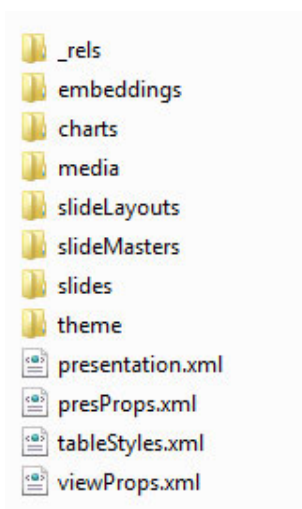 _rels
embeddings
charts
media
slideLayouts
slideMasters
slides
theme
presentation.xml
presProps.xml
tableStyles.xml
viewProps.xml